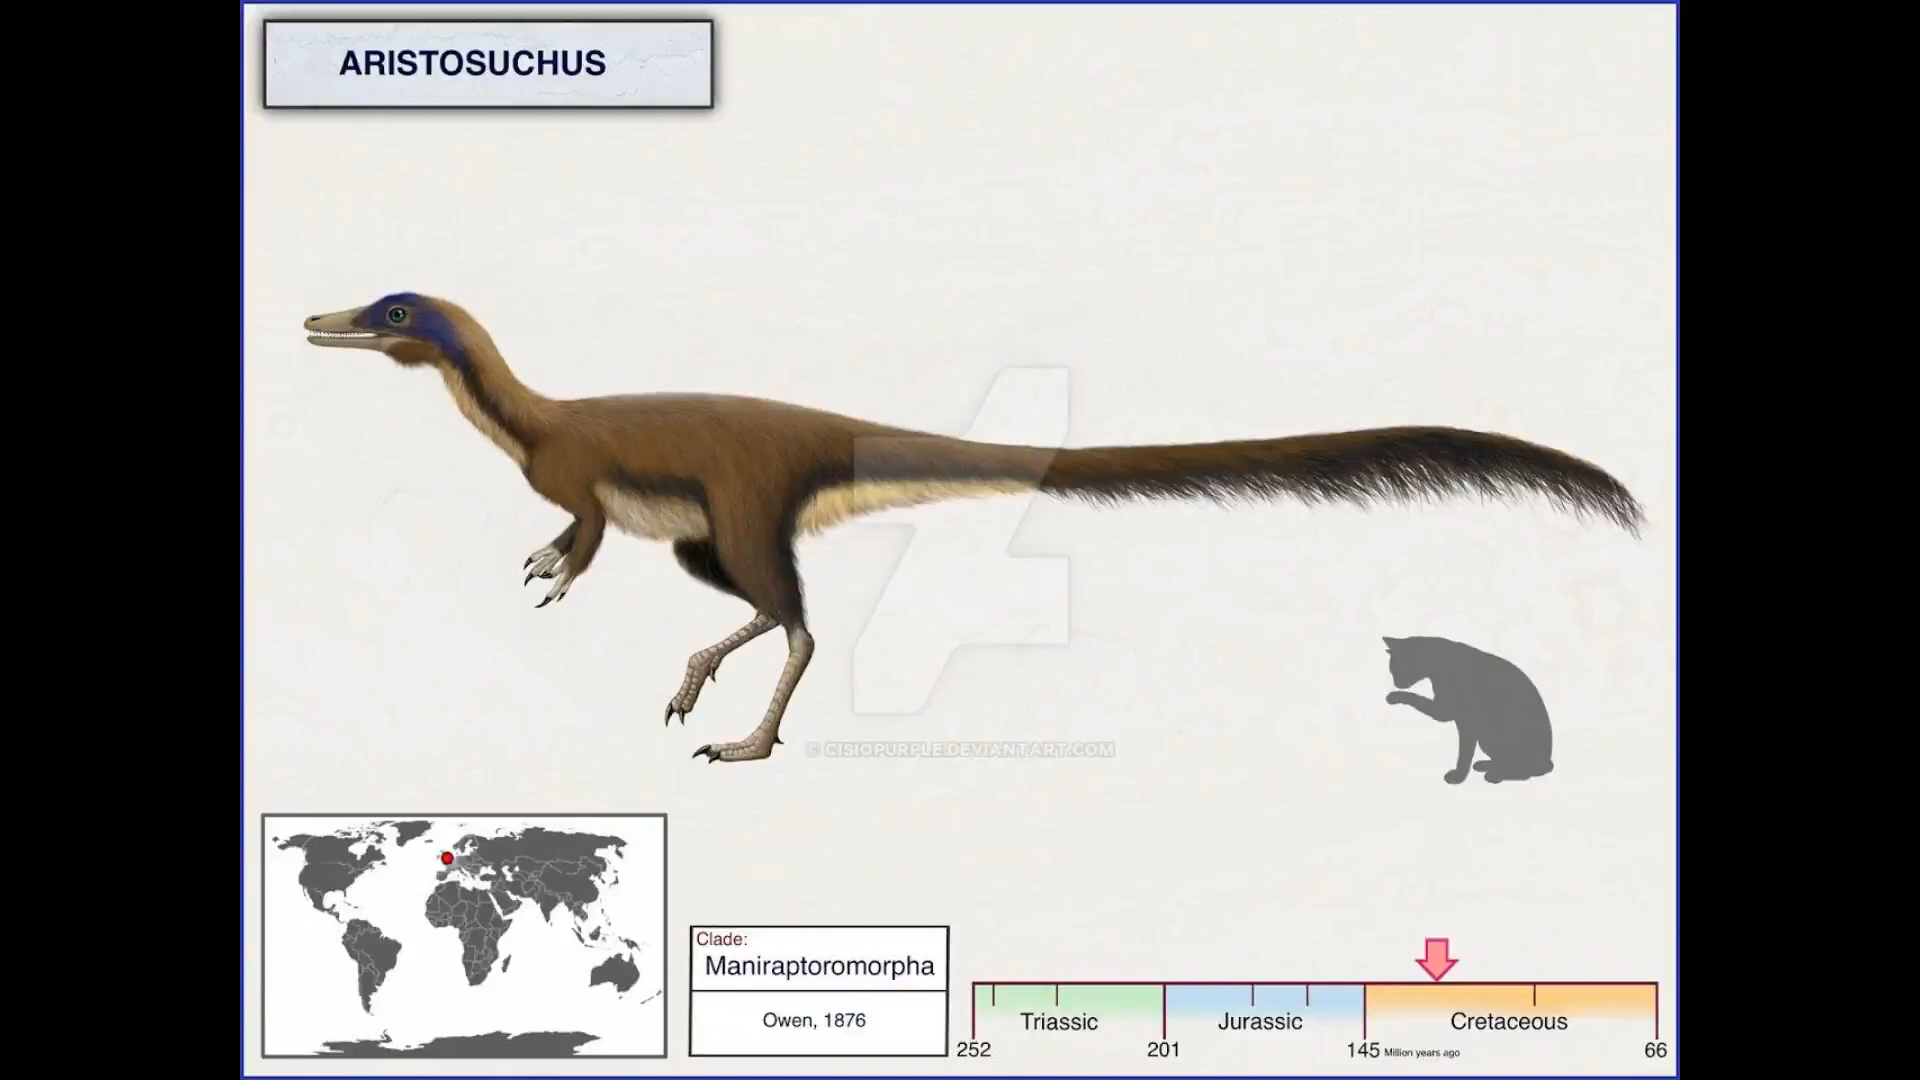 ARISTOSUCHUS
© CISIOPURPLE.DEVIANTART.COM
Clade:
Maniraptoromorpha
Owen, 1876
Triassic
Jurassic
Cretaceous
252
201
145 Million years ago
66